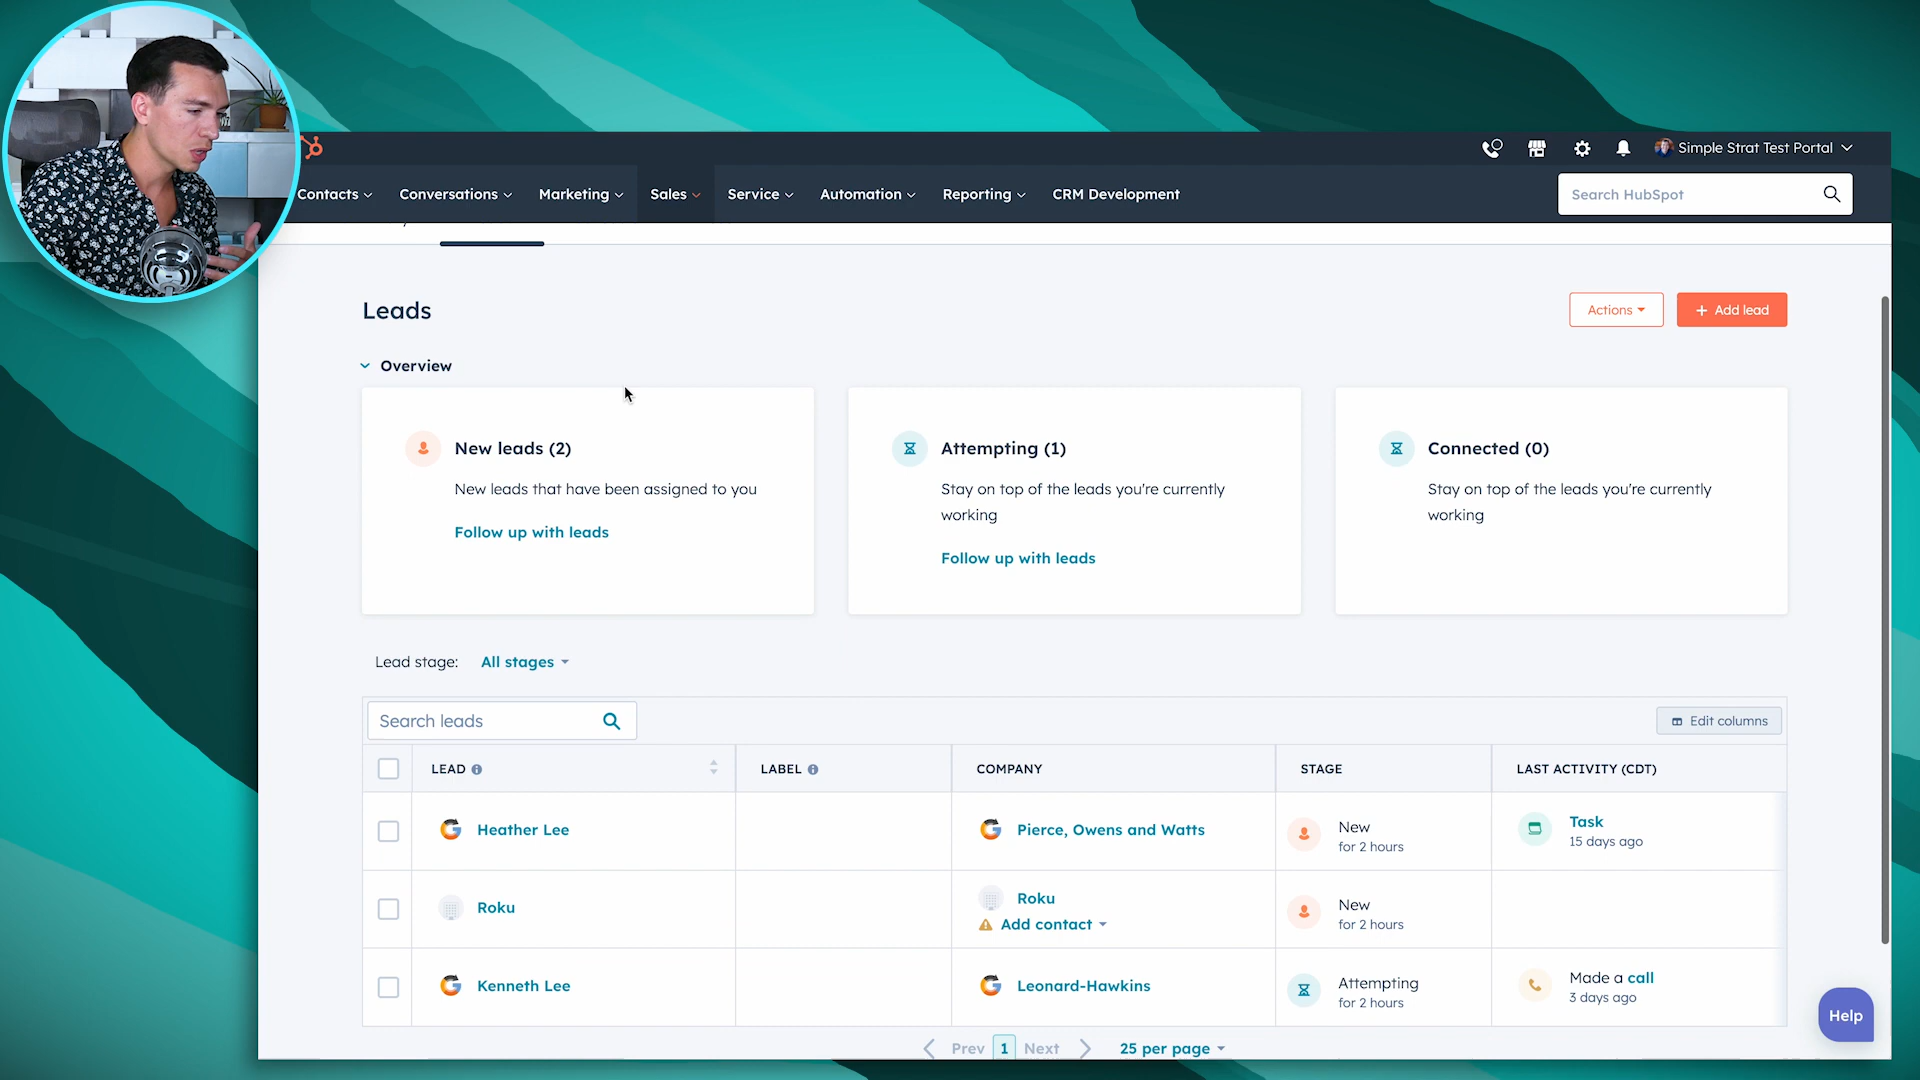 Simple Strat Test Portal
Contacts Conversations Marketing Sales Service Automation Reporting CRM Development
Search HubSpot
Leads
Actions
+ Add lead
Overview
New leads (2)
New leads that have been assigned to you
Follow up with leads
Attempting (1)
Stay on top of the leads you're currently
working
Follow up with leads
Connected (0)
Stay on top of the leads you're currently
working
Lead stage: All stages
Search leads
Edit columns
LEAD LABEL COMPANY STAGE LAST ACTIVITY (CDT)
Heather Lee
Pierce, Owens and Watts
New
for 2 hours
Task
15 days ago
Roku
Roku
Add contact
New
for 2 hours
Kenneth Lee
Leonard-Hawkins
Attempting
for 2 hours
Made a call
3 days ago
Help
Prev 1 Next 25 per page